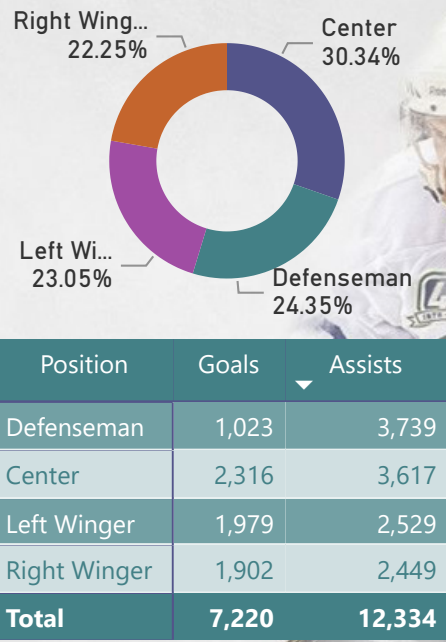 Right Wing... Center
22.25% 30.34%
Left Wi...
23.05%
Defenseman
24.35%
Position Goals Assists
Defenseman 1,023 3,739
Center 2,316 3,617
Left Winger 1,979 2,529
Right Winger 1,902 2,449
Total 7,220 12,334